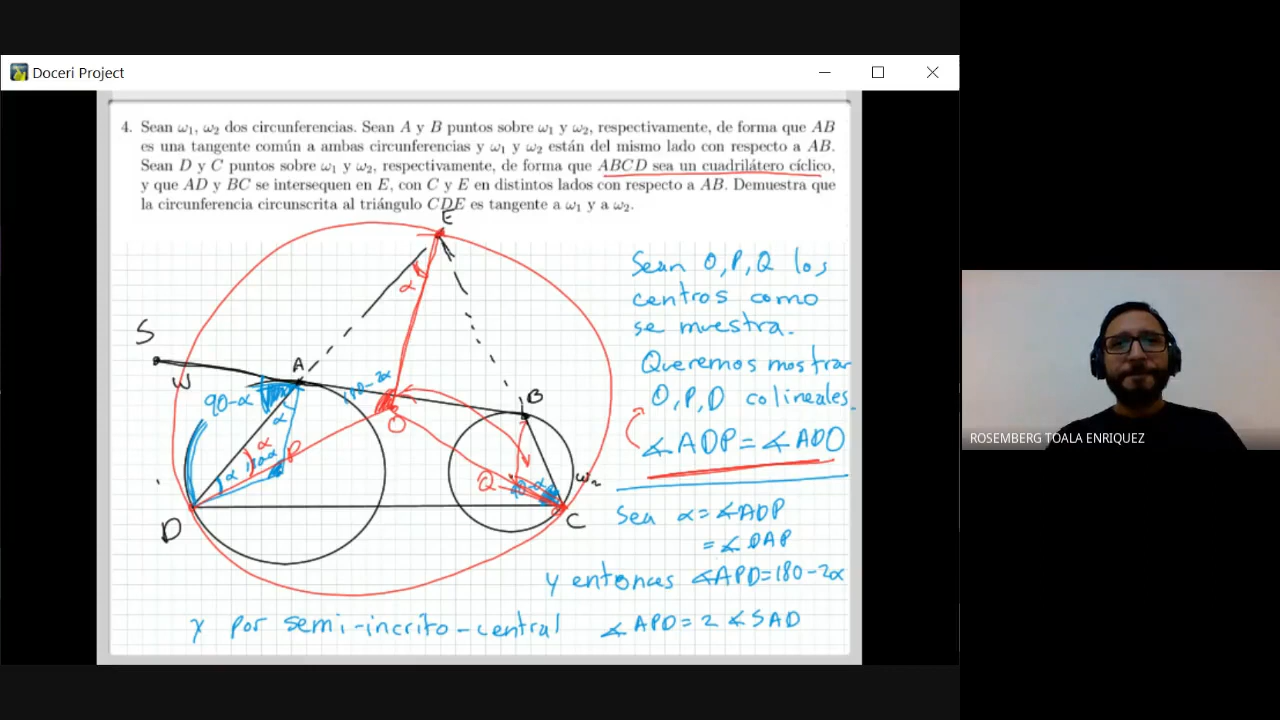 Doceri Project
4. Sean ω₁, ω₂ dos circunferencias. Sean A y B puntos sobre ω₁ y ω₂, respectivamente, de forma que AB
es una tangente común a ambas circunferencias y ω₁ y ω₂ están del mismo lado con respecto a AB.
Sean D y C puntos sobre ω₁ y ω₂, respectivamente, de forma que ABCD sea un cuadrilátero cíclico,
y que AD y BC se intersequen en E, con C y E en distintos lados con respecto a AB. Demuestra que
la circunferencia circunscrita al triángulo CDE es tangente a ω₁ y a ω₂.
E
α
S
A
180-2α
B
90-α
α
O
α
P
α
Q
90-α
ω₂
D
C
Sean O, P, Q los
centros como
se muestra.
Queremos mostrar
O, P, D colineales.
∡ADP = ∡ADO
Sea α = ∡ADP
= ∡DAP
y entonces ∡APD = 180-2α
y por semi-incrito-central ∡APD = 2 ∡SAD
ROSEMBERG TOALA ENRIQUEZ